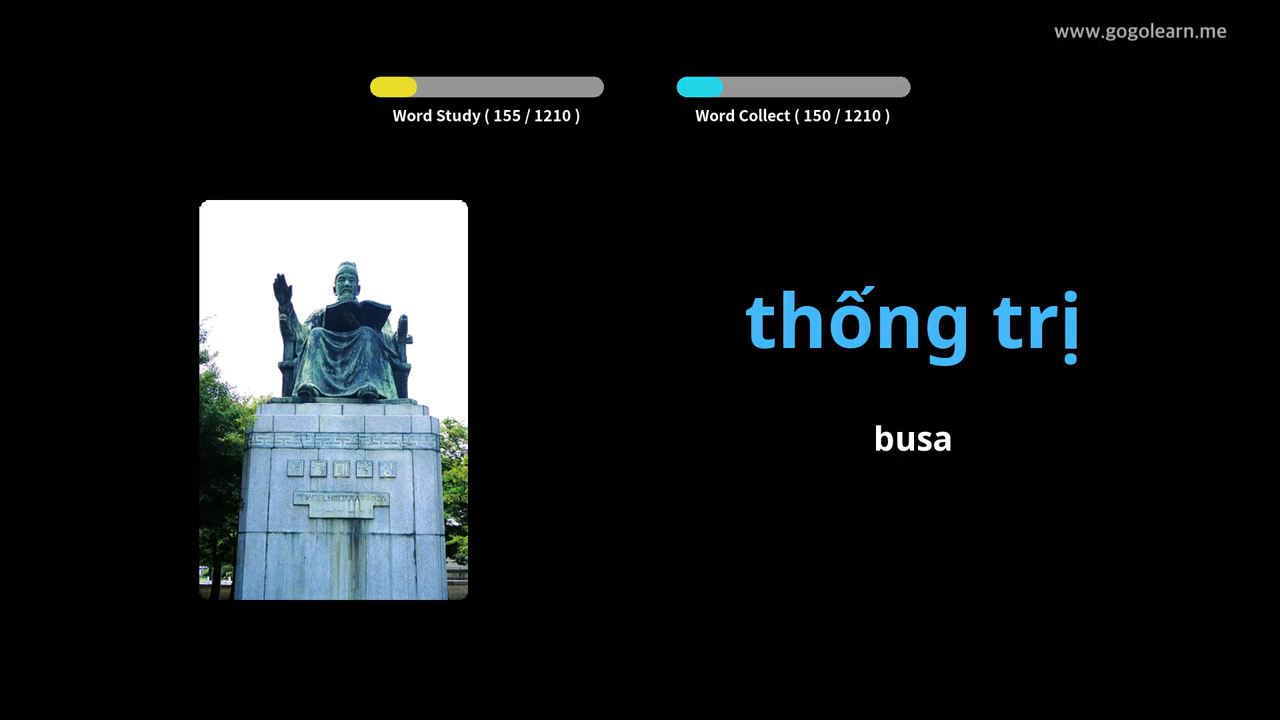 www.gogolearn.me
Word Study ( 155 / 1210 )
Word Collect ( 150 / 1210 )
thống trị
busa